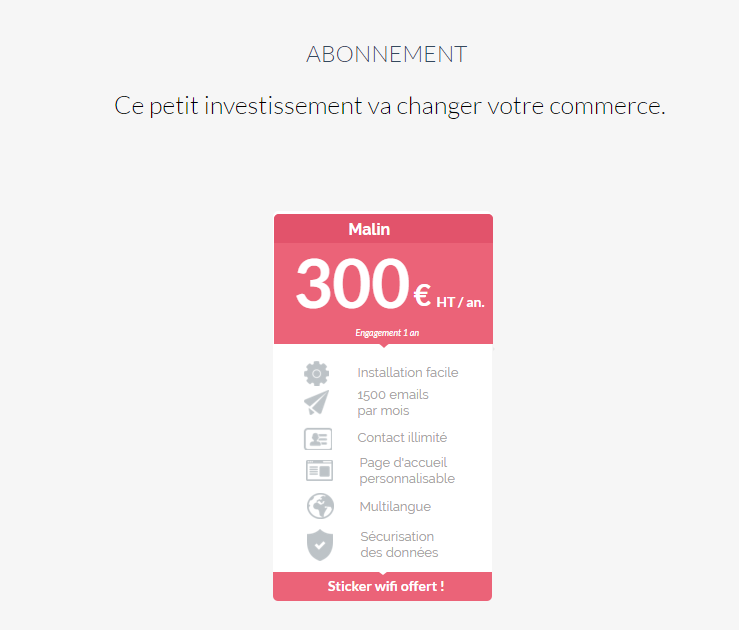 ABONNEMENT
Ce petit investissement va changer votre commerce.
Malin
300€ HT / an.
Engagement 1 an
Installation facile
1500 emails
par mois
Contact illimité
Page d'accueil
personnalisable
Multilangue
Sécurisation
des données
Sticker wifi offert !